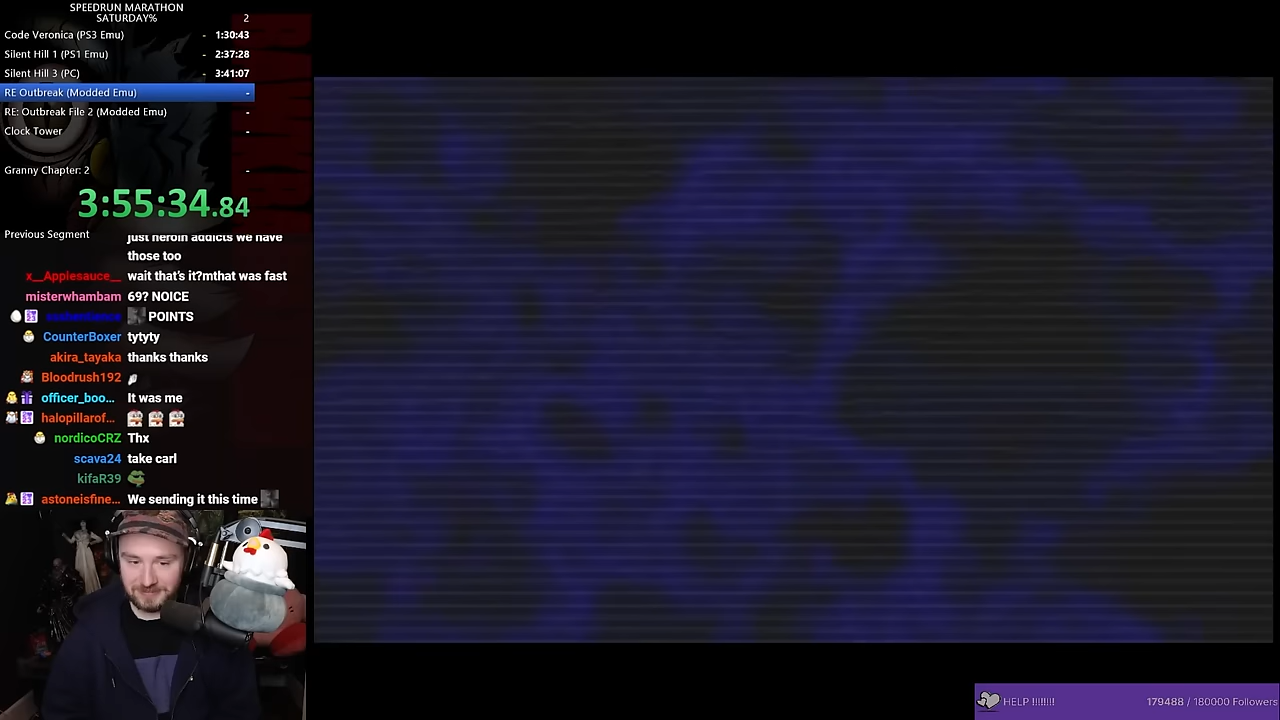 SPEEDRUN MARATHON
SATURDAY% 2
Code Veronica (PS3 Emu) - 1:30:43
Silent Hill 1 (PS1 Emu) - 2:37:28
Silent Hill 3 (PC) - 3:41:07
RE Outbreak (Modded Emu) -
RE: Outbreak File 2 (Modded Emu) -
Clock Tower -
Granny Chapter: 2 -
3:55:34.84
Previous Segment
just heroin addicts we have
those too
x__Applesauce__ wait that's it?mthat was fast
misterwhambam 69? NOICE
POINTS
CounterBoxer tytyty
akira_tayaka thanks thanks
Bloodrush192
officer_boo... It was me
halopillarof...
nordicoCRZ Thx
scava24 take carl
kifaR39
astoneisfine... We sending it this time
HELP !!!!!!!! 179488 / 180000 Followers